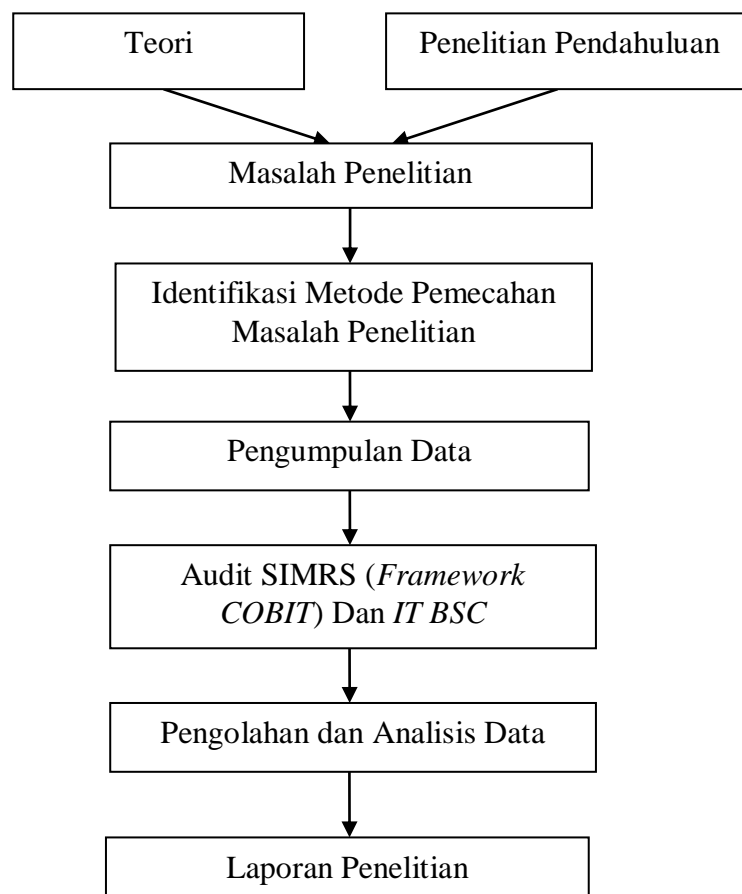 Teori
Penelitian Pendahuluan
Masalah Penelitian
Identifikasi Metode Pemecahan
Masalah Penelitian
Pengumpulan Data
Audit SIMRS (Framework
COBIT) Dan IT BSC
Pengolahan dan Analisis Data
Laporan Penelitian